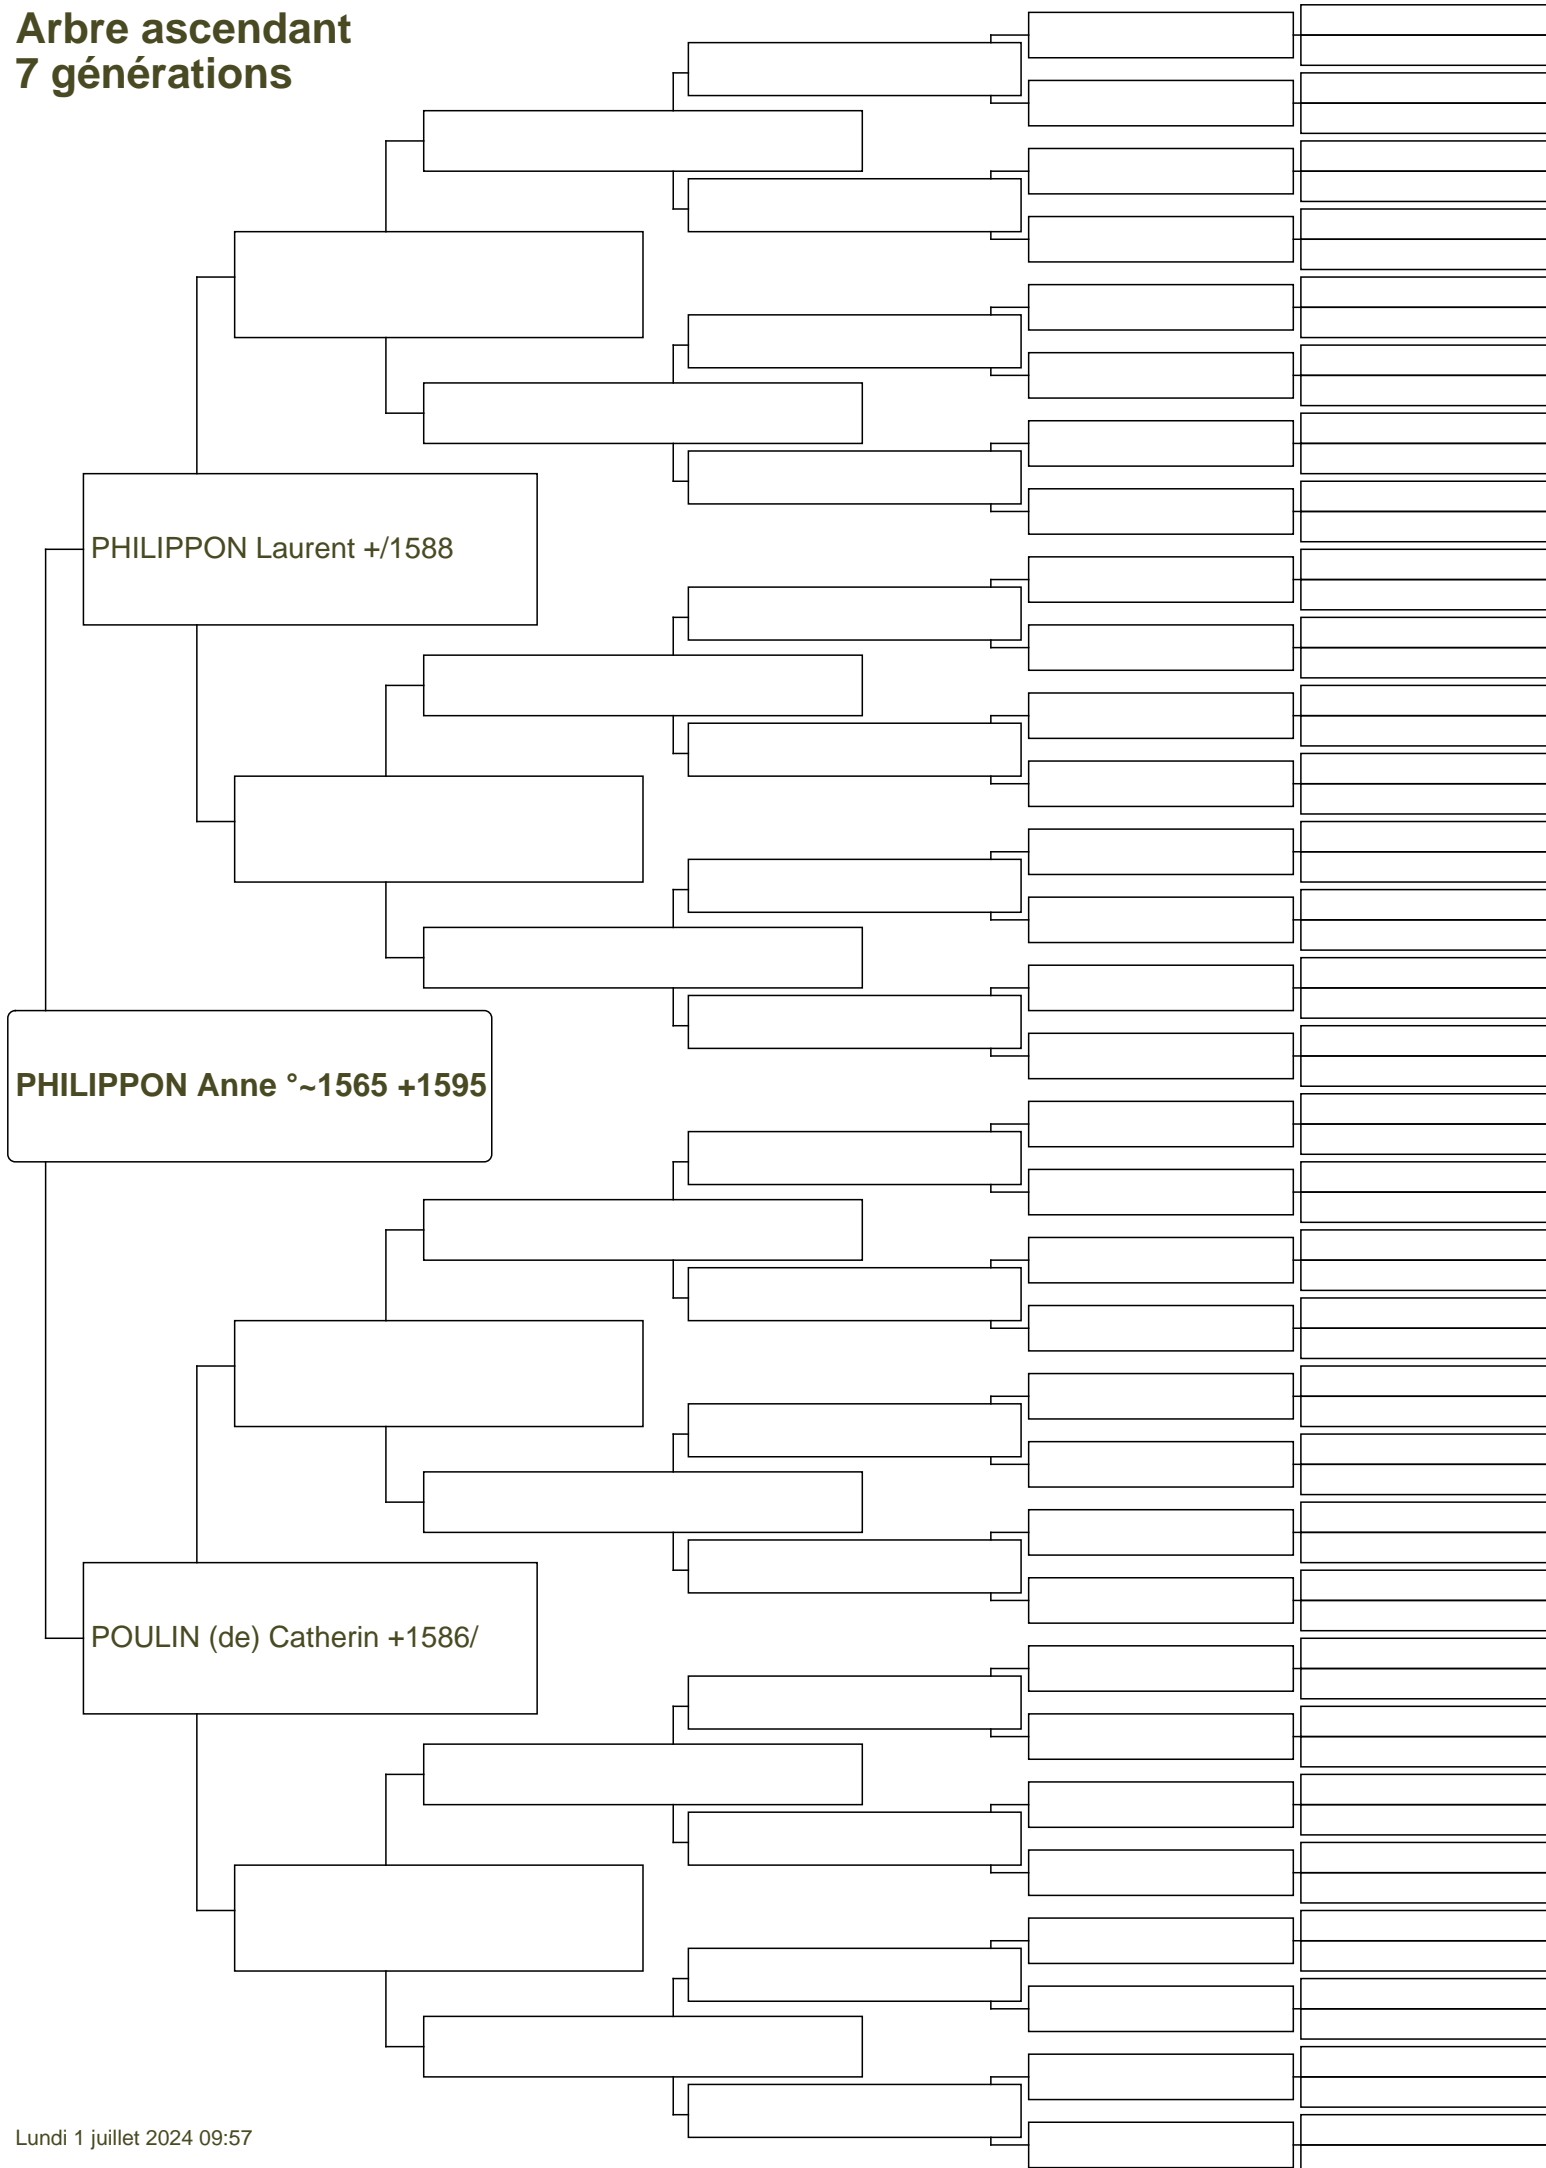 Arbre ascendant
7 générations
PHILIPPON Laurent +/1588
PHILIPPON Anne °~1565 +1595
POULIN (de) Catherin +1586/
Lundi 1 juillet 2024 09:57